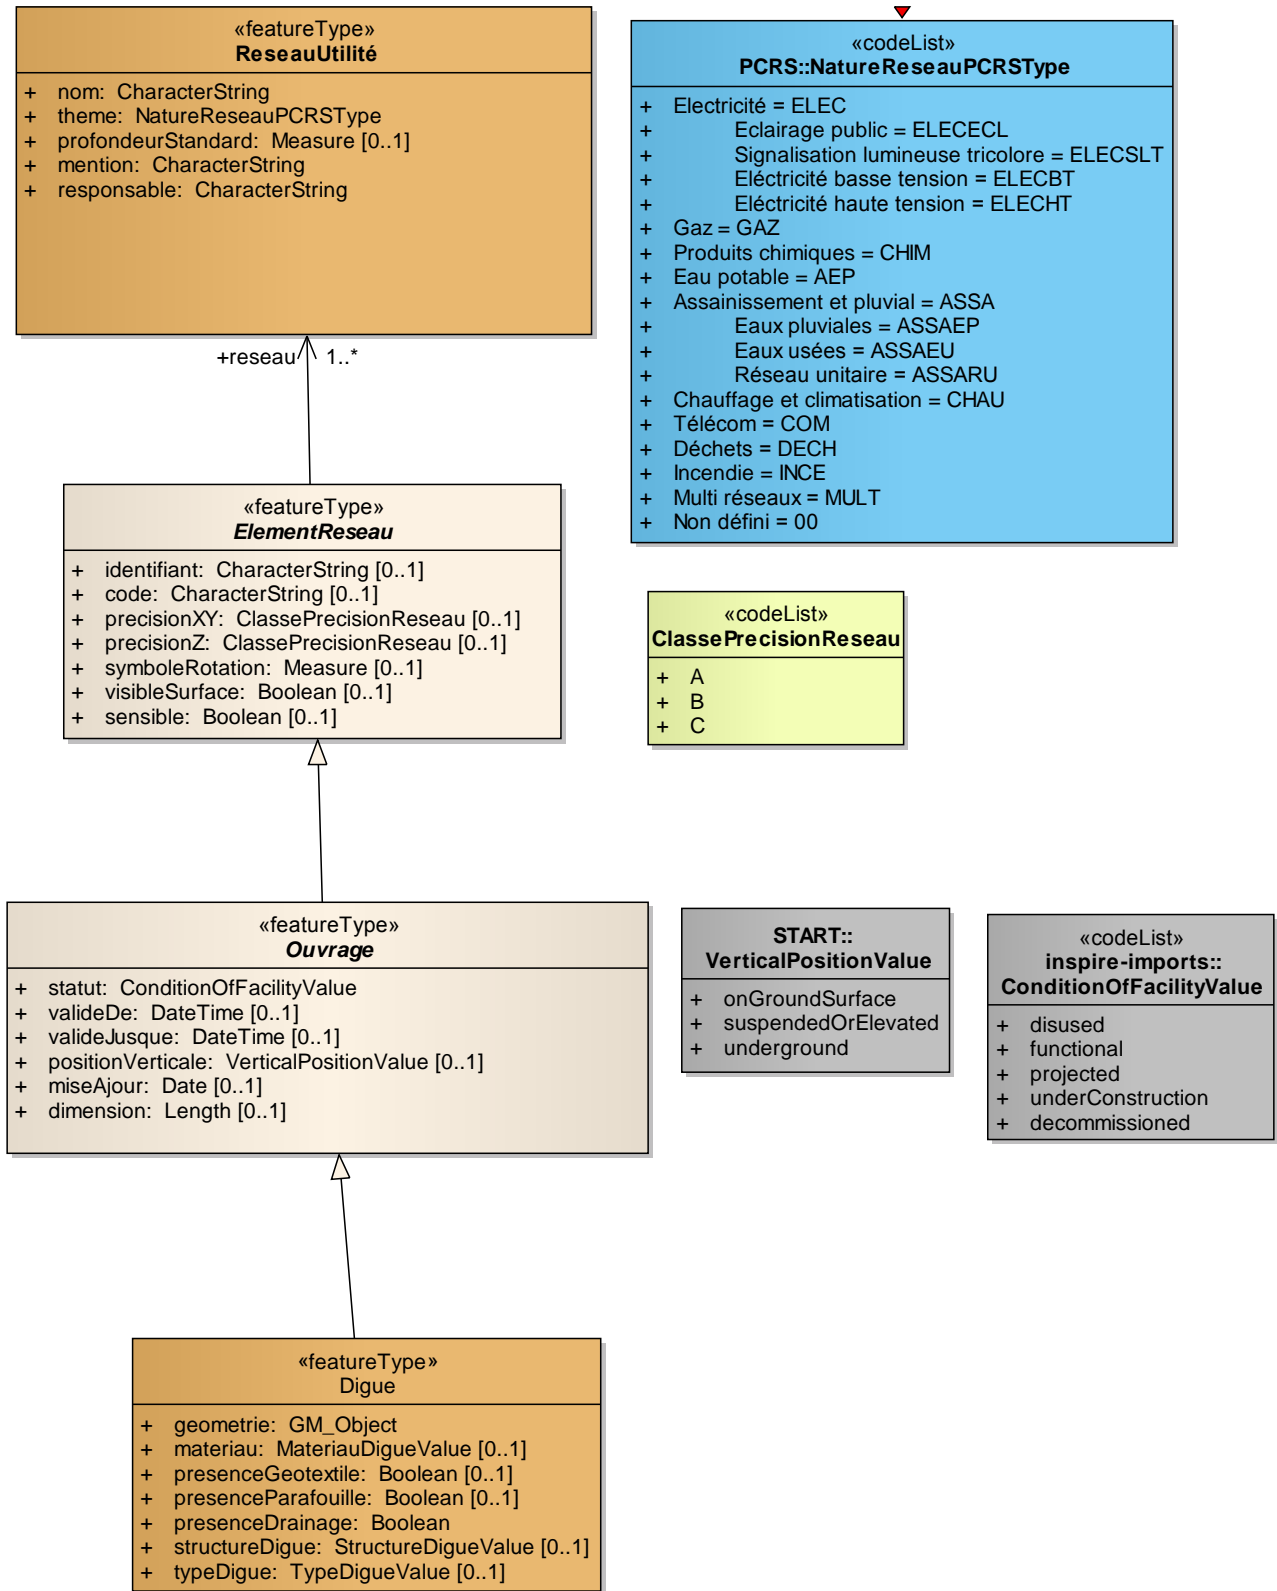 «featureType»
ReseauUtilité
+ nom: CharacterString
+ theme: NatureReseauPCRSType
+ profondeurStandard: Measure [0..1]
+ mention: CharacterString
+ responsable: CharacterString
«codeList»
PCRS::NatureReseauPCRSType
+ Electricité = ELEC
+ Eclairage public = ELECECL
+ Signalisation lumineuse tricolore = ELECSLT
+ Eléctricité basse tension = ELECBT
+ Eléctricité haute tension = ELECHT
+ Gaz = GAZ
+ Produits chimiques = CHIM
+ Eau potable = AEP
+ Assainissement et pluvial = ASSA
+ Eaux pluviales = ASSAEP
+ Eaux usées = ASSAEU
+ Réseau unitaire = ASSARU
+ Chauffage et climatisation = CHAU
+ Télécom = COM
+ Déchets = DECH
+ Incendie = INCE
+ Multi réseaux = MULT
+ Non défini = 00
+reseau 1..*
«featureType»
ElementReseau
+ identifiant: CharacterString [0..1]
+ code: CharacterString [0..1]
+ precisionXY: ClassePrecisionReseau [0..1]
+ precisionZ: ClassePrecisionReseau [0..1]
+ symboleRotation: Measure [0..1]
+ visibleSurface: Boolean [0..1]
+ sensible: Boolean [0..1]
«codeList»
ClassePrecisionReseau
+ A
+ B
+ C
«featureType»
Ouvrage
+ statut: ConditionOfFacilityValue
+ valideDe: DateTime [0..1]
+ valideJusque: DateTime [0..1]
+ positionVerticale: VerticalPositionValue [0..1]
+ miseAjour: Date [0..1]
+ dimension: Length [0..1]
START::
VerticalPositionValue
+ onGroundSurface
+ suspendedOrElevated
+ underground
«codeList»
inspire-imports::
ConditionOfFacilityValue
+ disused
+ functional
+ projected
+ underConstruction
+ decommissioned
«featureType»
Digue
+ geometrie: GM_Object
+ materiau: MateriauDigueValue [0..1]
+ presenceGeotextile: Boolean [0..1]
+ presenceParafouille: Boolean [0..1]
+ presenceDrainage: Boolean
+ structureDigue: StructureDigueValue [0..1]
+ typeDigue: TypeDigueValue [0..1]